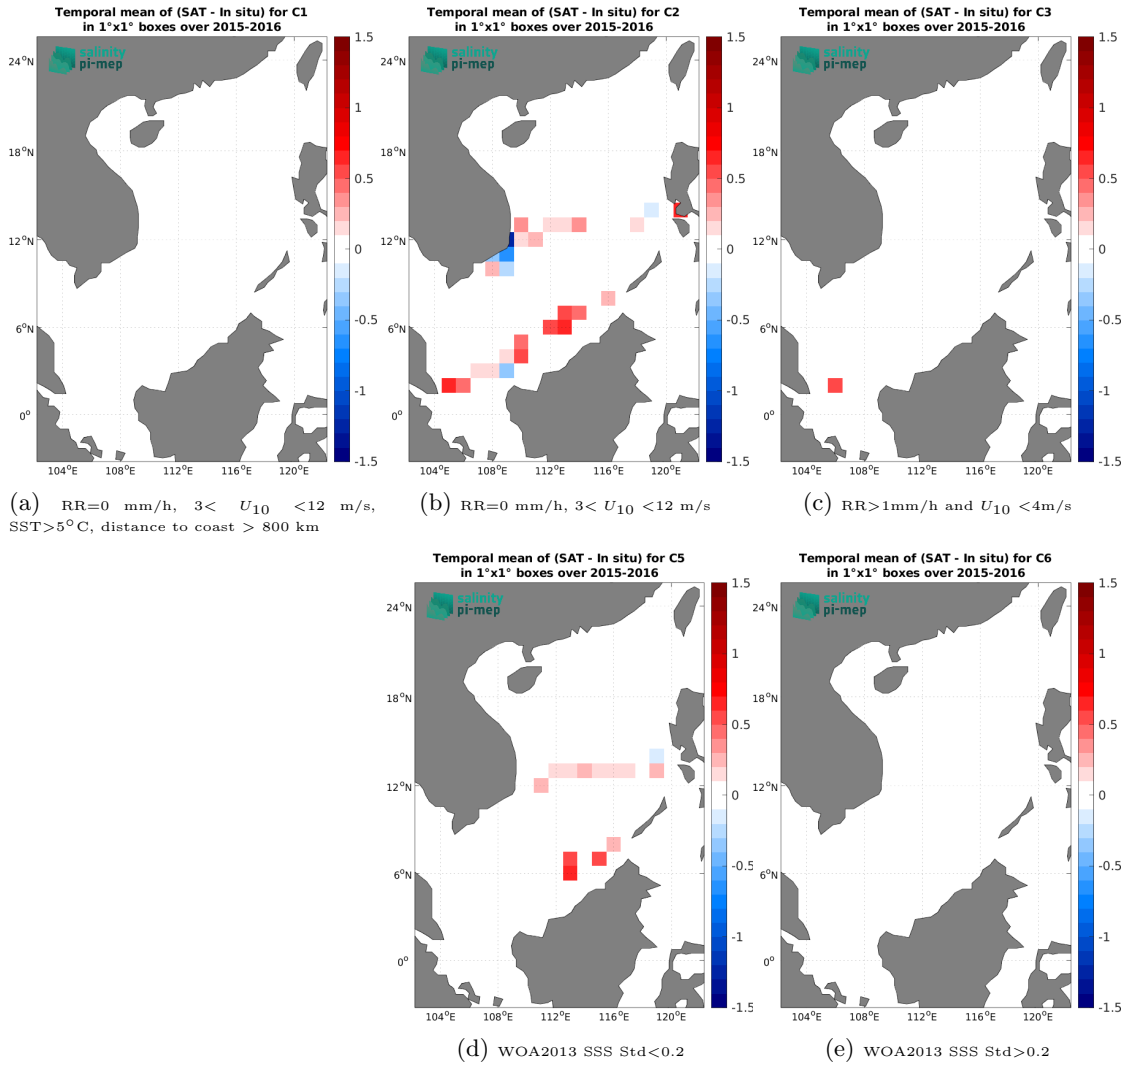 Temporal mean of (SAT - In situ) for C1
in 1°x1° boxes over 2015-2016
salinity
pi-mep
24°N
18°N
12°N
6°N
0°
104°E 108°E 112°E 116°E 120°E
1.5
1
0.5
0
-0.5
-1
-1.5
(a) RR=0 mm/h, 3< U10 <12 m/s,
SST>5°C, distance to coast > 800 km
Temporal mean of (SAT - In situ) for C2
in 1°x1° boxes over 2015-2016
salinity
pi-mep
24°N
18°N
12°N
6°N
0°
104°E 108°E 112°E 116°E 120°E
1.5
1
0.5
0
-0.5
-1
-1.5
(b) RR=0 mm/h, 3< U10 <12 m/s
Temporal mean of (SAT - In situ) for C3
in 1°x1° boxes over 2015-2016
salinity
pi-mep
24°N
18°N
12°N
6°N
0°
104°E 108°E 112°E 116°E 120°E
1.5
1
0.5
0
-0.5
-1
-1.5
(c) RR>1mm/h and U10 <4m/s
Temporal mean of (SAT - In situ) for C5
in 1°x1° boxes over 2015-2016
salinity
pi-mep
24°N
18°N
12°N
6°N
0°
104°E 108°E 112°E 116°E 120°E
1.5
1
0.5
0
-0.5
-1
-1.5
(d) WOA2013 SSS Std<0.2
Temporal mean of (SAT - In situ) for C6
in 1°x1° boxes over 2015-2016
salinity
pi-mep
24°N
18°N
12°N
6°N
0°
104°E 108°E 112°E 116°E 120°E
1.5
1
0.5
0
-0.5
-1
-1.5
(e) WOA2013 SSS Std>0.2